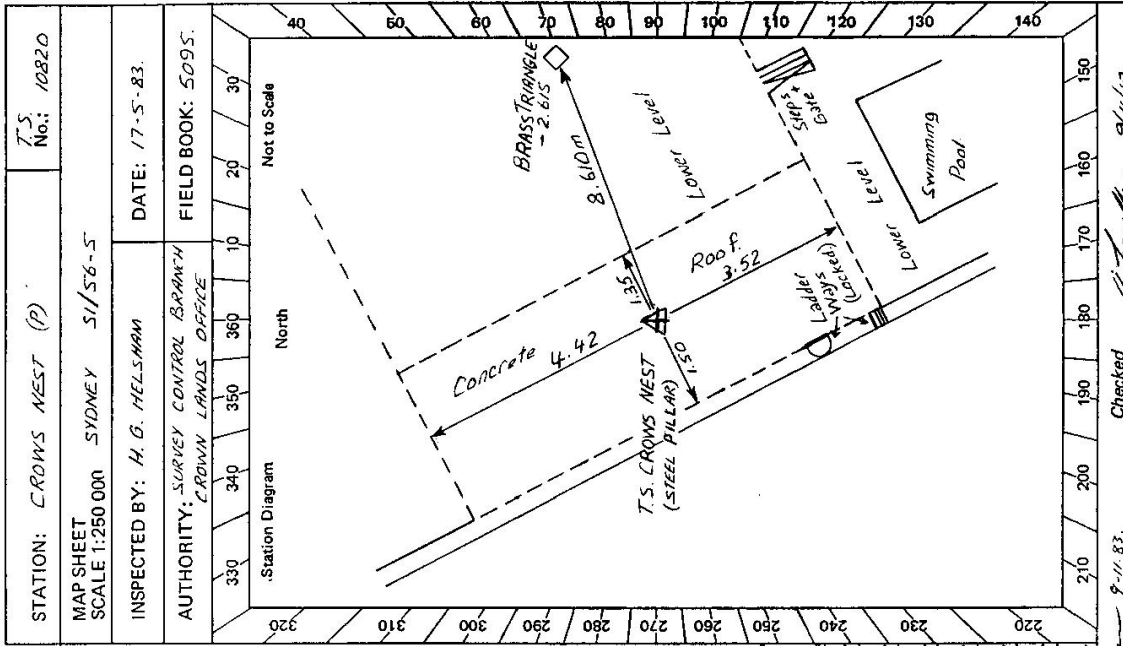 STATION: CROWS NEST (P)
T.S. No.: 10820
MAP SHEET
SCALE 1:250 000 SYDNEY SI/56-5
INSPECTED BY: H. G. HELSHAM
DATE: 17-5-83.
AUTHORITY: SURVEY CONTROL BRANCH
CROWN LANDS OFFICE
FIELD BOOK: 5095.
330 340 350 360 10 20 30
Station Diagram
North
Not to Scale
40
50
60
70
80
90
100
110
120
130
140
320
310
300
290
280
270
260
250
240
230
220
BRASS TRIANGLE
- 2.615
8.610m
Lower Level
Concrete
4.42
1.35
Roof.
3.52
1.50
T.S. CROWS NEST
(STEEL PILLAR)
Ladder
Ways
(Locked)
Steps +
Gate
Lower Level
Swimming
Pool.
210 200 190 180 170 160 150
9-11-83.
Checked